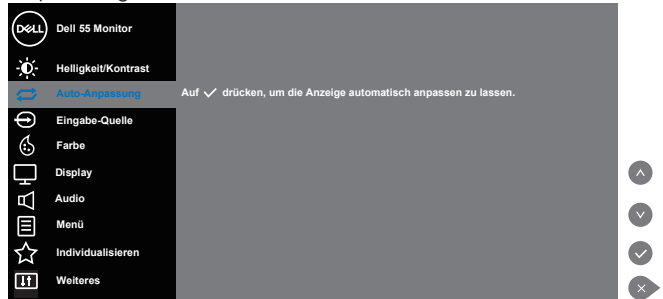 DELL
Dell 55 Monitor
Helligkeit/Kontrast
Auto-Anpassung
Auf ✓ drücken, um die Anzeige automatisch anpassen zu lassen.
Eingabe-Quelle
Farbe
Display
Audio
Menü
Individualisieren
Weiteres